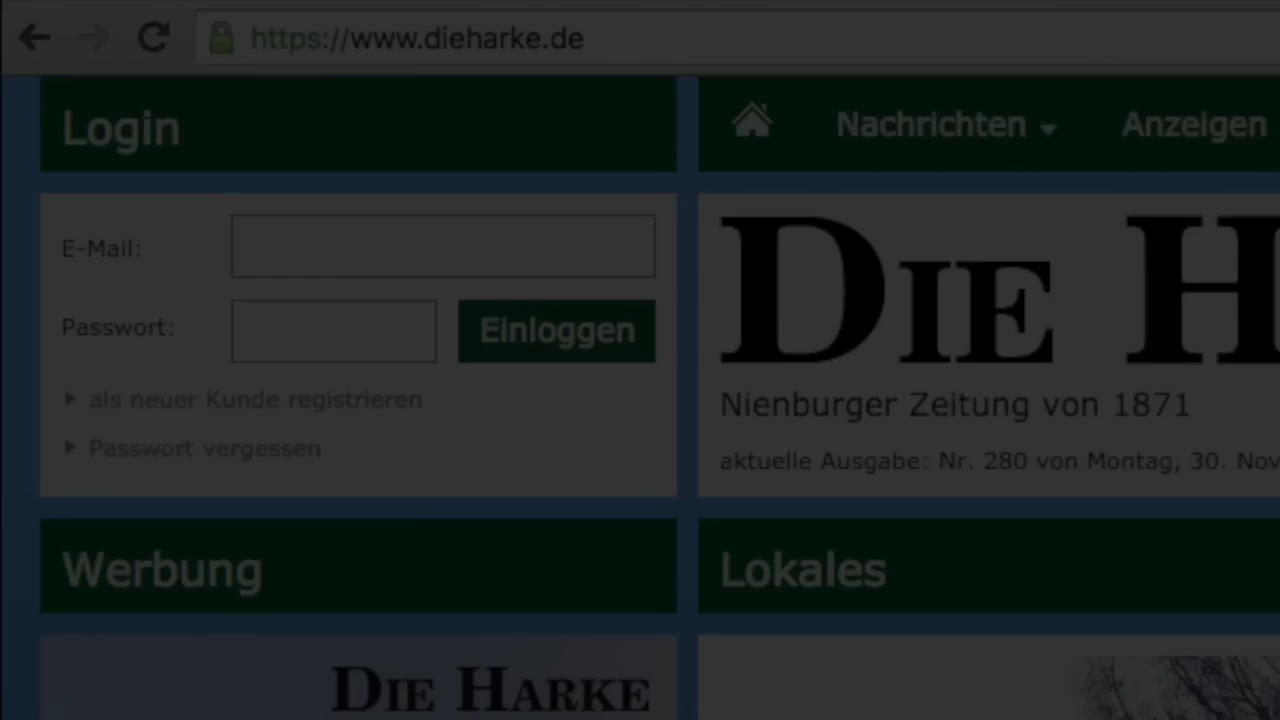 https://www.dieharke.de
Login
Nachrichten
Anzeigen
E-Mail:
Passwort:
Einloggen
als neuer Kunde registrieren
Passwort vergessen
DIE H
Nienburger Zeitung von 1871
aktuelle Ausgabe: Nr. 280 von Montag, 30. Nov
Werbung
Lokales
DIE HARKE